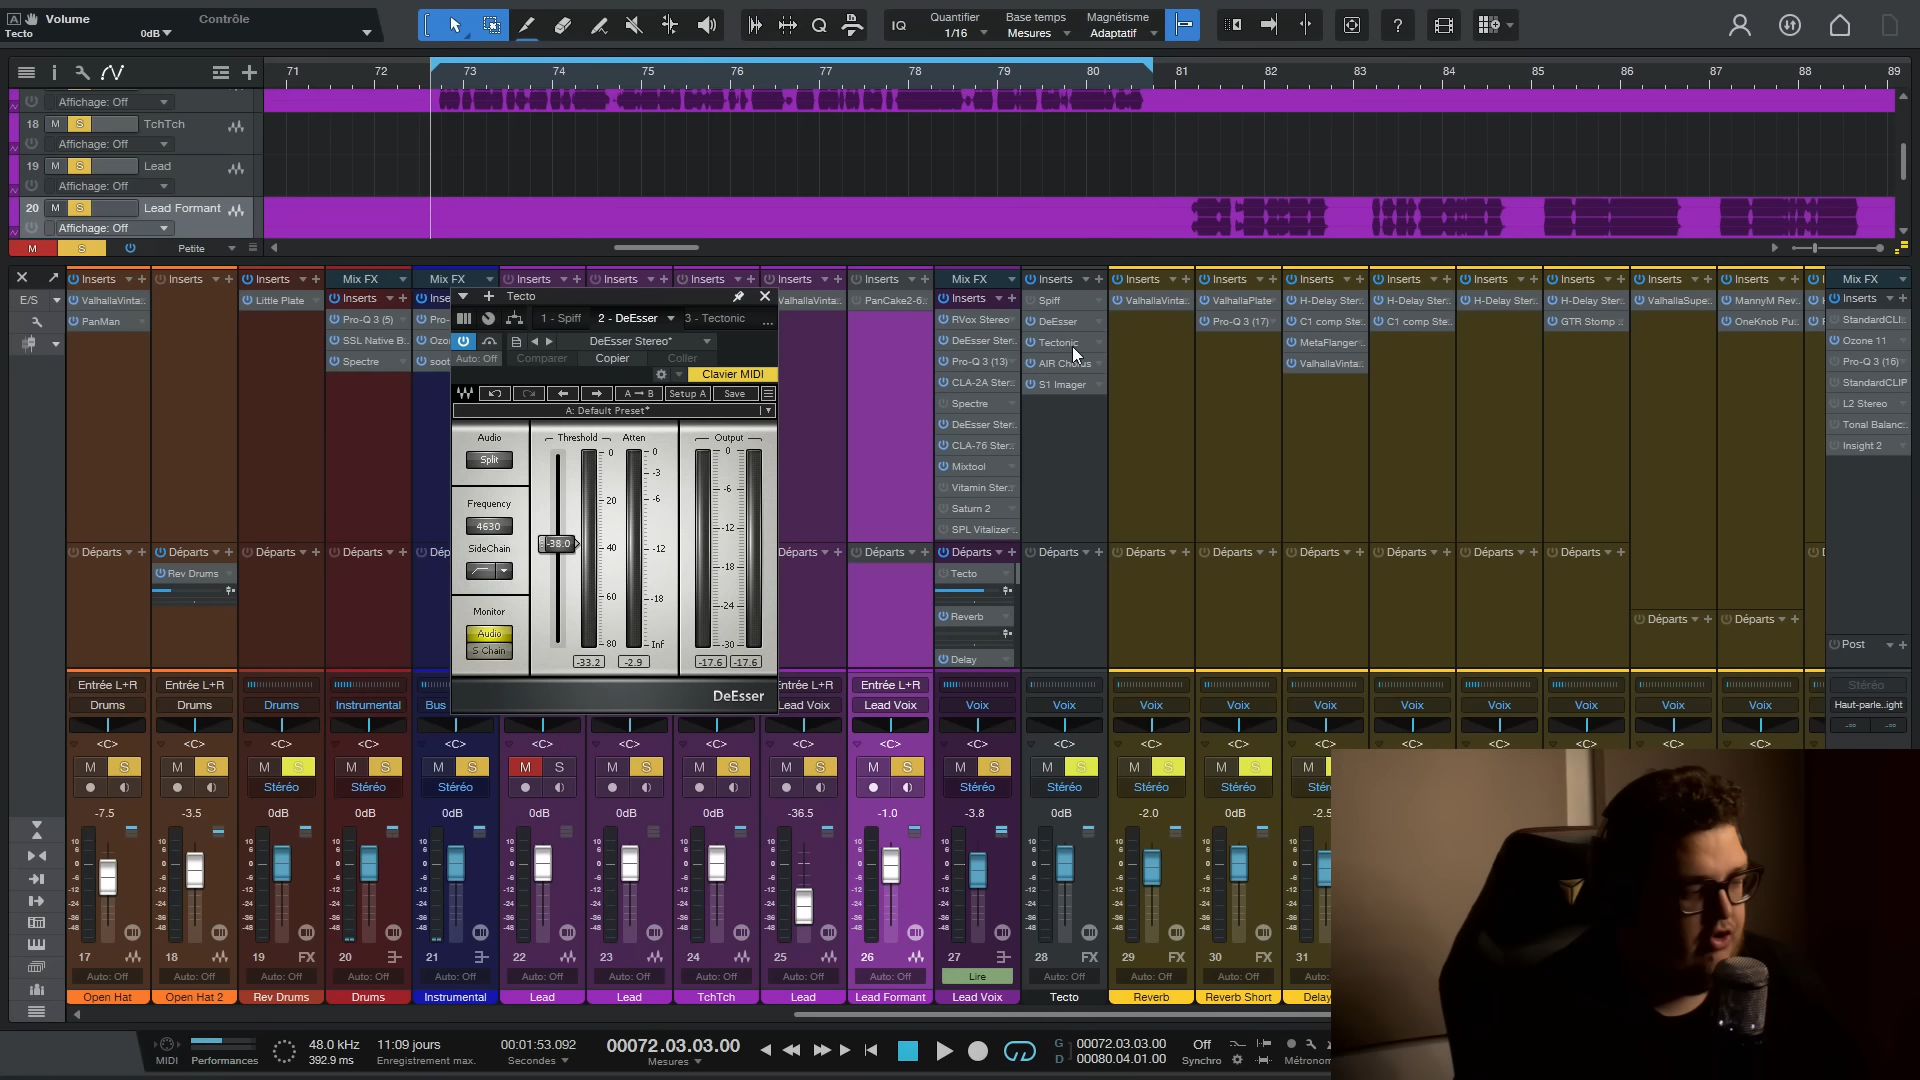 Volume
Contrôle
Tecto
0dB
IQ
Quantifier
1/16
Base temps
Mesures
Magnétisme
Adaptatif
71 72 73 74 75 76 77 78 79 80 81 82 83 84 85 86 87 88 89
Affichage: Off
18 M S TchTch
Affichage: Off
19 M S Lead
Affichage: Off
20 M S Lead Formant
Affichage: Off
M S Petite
Inserts Inserts Inserts Mix FX Mix FX Inserts Inserts Inserts Inserts Inserts Mix FX Inserts Inserts Inserts Inserts Inserts Inserts Inserts Inserts Inserts Mix FX
E/S
ValhallaVinta..
PanMan
Little Plate
Inserts
Pro-Q 3 (5)
SSL Native B..
Spectre
Tecto
1 - Spiff 2 - DeEsser 3 - Tectonic ...
DeEsser Stereo*
Auto: Off Comparer Copier Coller
Clavier MIDI
A → B Setup A Save
A: Default Preset*
Audio
Split
Frequency
4630
SideChain
Monitor
Audio
S Chain
Threshold Atten
0 20 40 60 80
-38.0
0 -3 -6 -12 -18 -Inf
-33.2 -2.9
Output
0 -6 -12 -18 -24 -30
-17.6 -17.6
DeEsser
PanCake2-6..
Inserts
RVox Stereo
DeEsser Ster..
Pro-Q 3 (13)
CLA-2A Ster..
Spectre
DeEsser Ster..
CLA-76 Ster..
Mixtool
Vitamin Ster..
Saturn 2
SPL Vitalizer..
Spiff
DeEsser
Tectonic
AIR Chorus
S1 Imager
ValhallaVinta..
ValhallaPlate
Pro-Q 3 (17)
H-Delay Ster..
C1 comp Ste..
MetaFlanger..
ValhallaVinta..
H-Delay Ster..
C1 comp Ste..
H-Delay Ster..
H-Delay Ster..
GTR Stomp ..
ValhallaSupe..
MannyM Rev..
OneKnob Pu..
Inserts
StandardCLI..
Ozone 11
Pro-Q 3 (16)
StandardCLIP
L2 Stereo
Tonal Balanc..
Insight 2
Départs Départs Départs Départs Départs Départs Départs Départs Départs Départs Départs Départs Départs Départs
Rev Drums
Tecto
Reverb
Delay
Départs Départs
Post
Entrée L+R Entrée L+R Entrée L+R
Drums Drums Drums Instrumental Bus Lead Voix Lead Voix Voix Voix Voix Voix Voix Voix Voix Voix Voix Voix
Stéréo
Haut-parle..ight
<C> <C> <C> <C> <C> <C> <C> <C> <C> <C> <C> <C> <C>
M S M S M S M S M S M S M S M S M S M S M S M S M S M S
Stéréo Stéréo Stéréo Stéréo Stéréo Stéréo Stéréo
-7.5 -3.5 0dB 0dB 0dB 0dB 0dB 0dB -36.5 -1.0 -3.8 0dB -2.0 0dB -2.5
10 6 0 -6 -12 -24 -36 -48
17 18 19 FX 20 21 22 23 24 25 26 27 28 FX 29 FX 30 FX 31
Auto: Off Auto: Off Auto: Off Auto: Off Auto: Off Auto: Off Auto: Off Auto: Off Auto: Off Auto: Off Lire Auto: Off Auto: Off Auto: Off
Open Hat Open Hat 2 Rev Drums Drums Instrumental Lead Lead TchTch Lead Lead Formant Lead Voix Tecto Reverb Reverb Short Delay
MIDI Performances
48.0 kHz
392.9 ms
11:09 jours
Enregistrement max.
00:01:53.092
Secondes
00072.03.03.00
Mesures
G 00072.03.03.00
D 00080.04.01.00
Off
Synchro